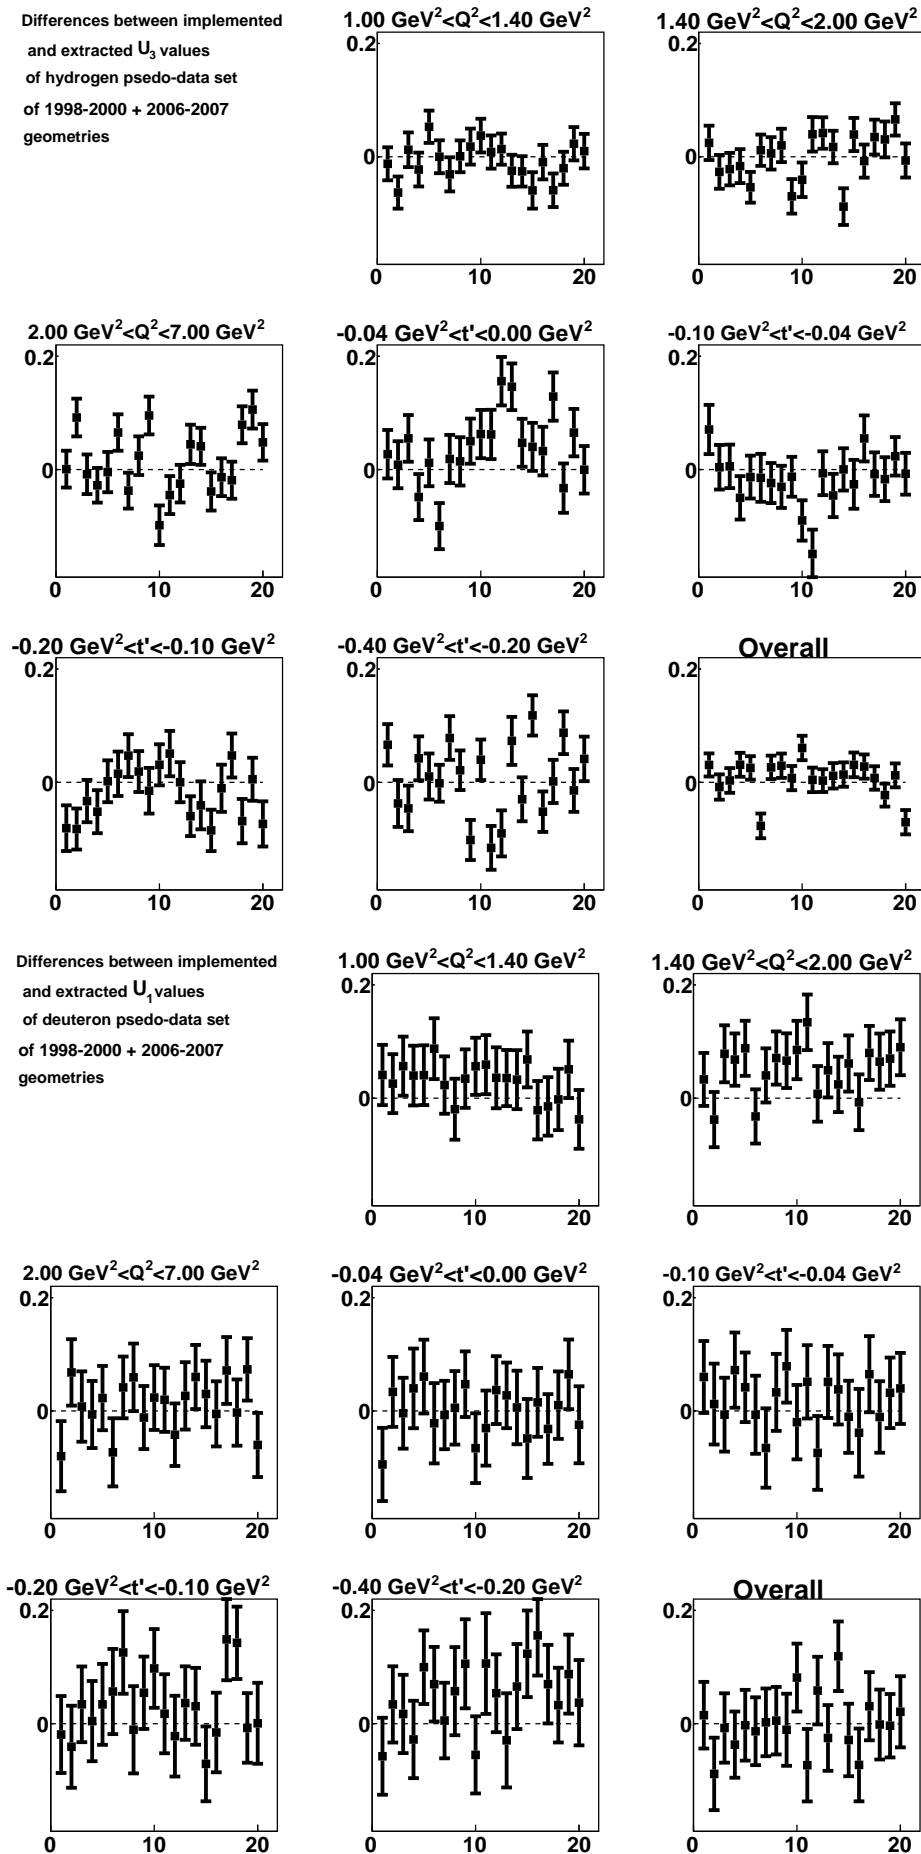 Differences between implemented
and extracted U₃ values
of hydrogen psedo-data set
of 1998-2000 + 2006-2007
geometries
1.00 GeV²<Q²<1.40 GeV²
0.2
0
0 10 20
1.40 GeV²<Q²<2.00 GeV²
0.2
0
0 10 20
2.00 GeV²<Q²<7.00 GeV²
0.2
0
0 10 20
-0.04 GeV²<t'<0.00 GeV²
0.2
0
0 10 20
-0.10 GeV²<t'<-0.04 GeV²
0.2
0
0 10 20
-0.20 GeV²<t'<-0.10 GeV²
0.2
0
0 10 20
-0.40 GeV²<t'<-0.20 GeV²
0.2
0
0 10 20
Overall
0.2
0
0 10 20
Differences between implemented
and extracted U₁ values
of deuteron psedo-data set
of 1998-2000 + 2006-2007
geometries
1.00 GeV²<Q²<1.40 GeV²
0.2
0
0 10 20
1.40 GeV²<Q²<2.00 GeV²
0.2
0
0 10 20
2.00 GeV²<Q²<7.00 GeV²
0.2
0
0 10 20
-0.04 GeV²<t'<0.00 GeV²
0.2
0
0 10 20
-0.10 GeV²<t'<-0.04 GeV²
0.2
0
0 10 20
-0.20 GeV²<t'<-0.10 GeV²
0.2
0
0 10 20
-0.40 GeV²<t'<-0.20 GeV²
0.2
0
0 10 20
Overall
0.2
0
0 10 20